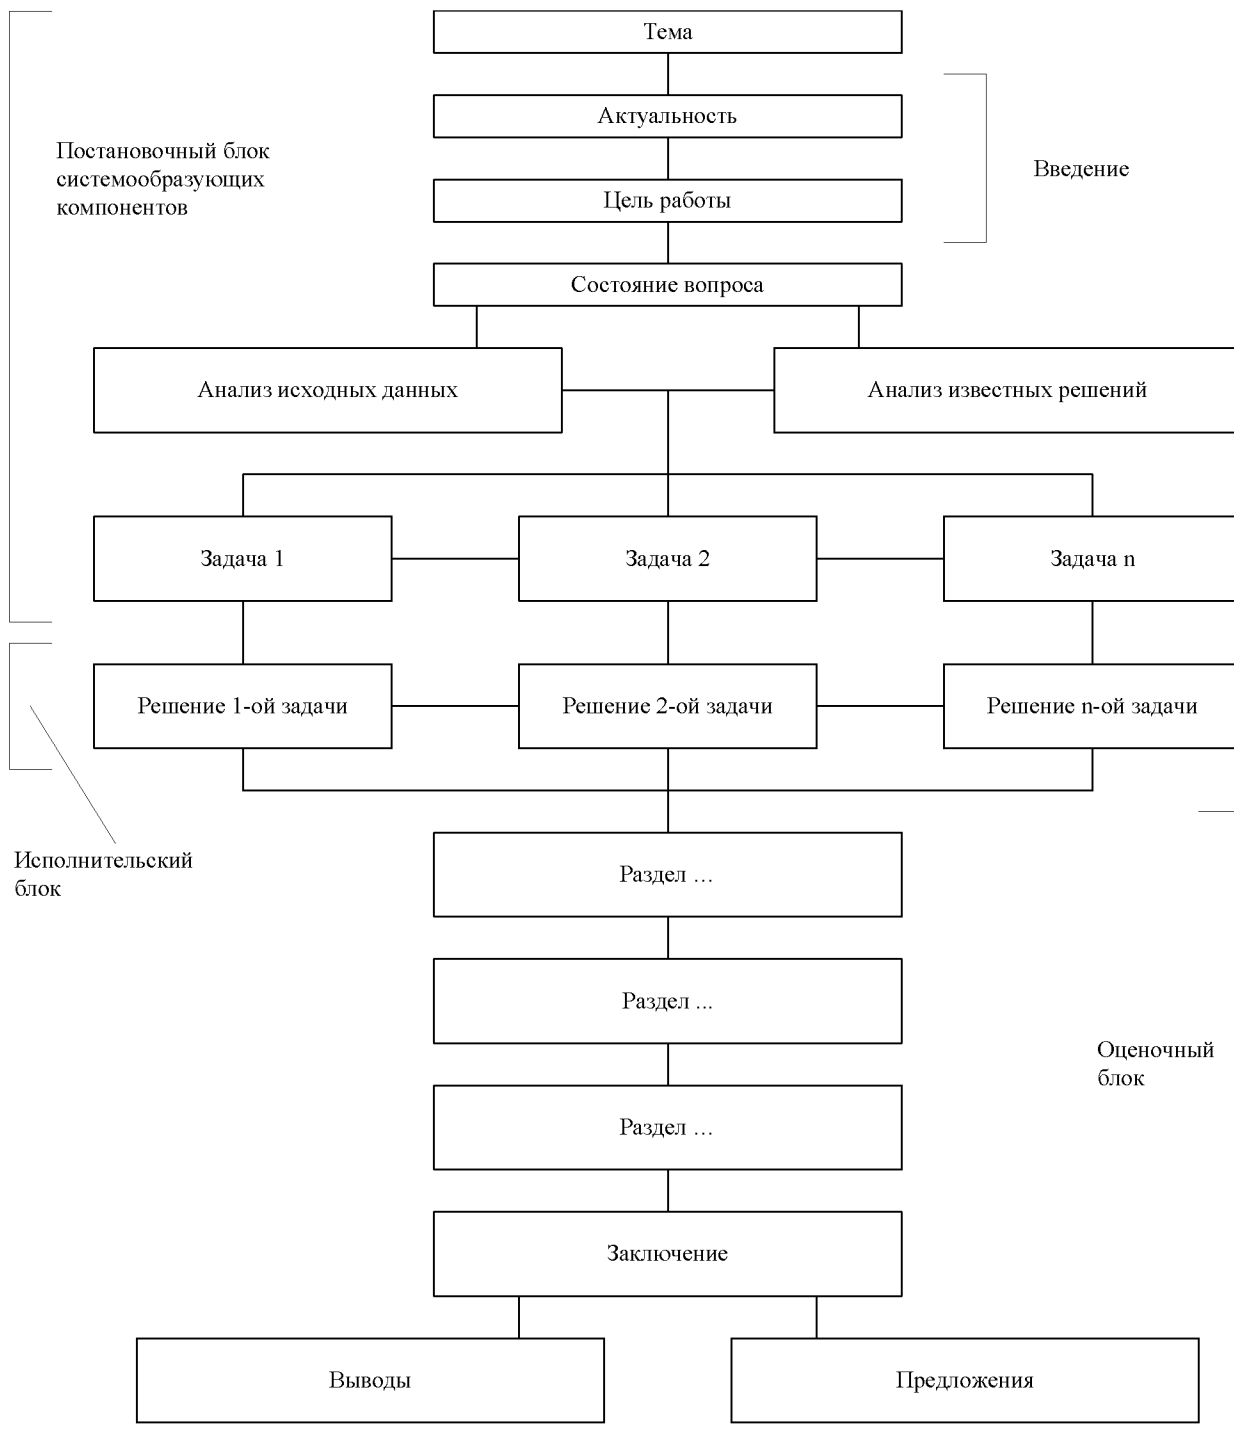 Тема
Актуальность
Постановочный блок
системообразующих
компонентов
Введение
Цель работы
Состояние вопроса
Анализ исходных данных
Анализ известных решений
Задача 1
Задача 2
Задача n
Решение 1-ой задачи
Решение 2-ой задачи
Решение n-ой задачи
Исполнительский
блок
Раздел …
Раздел ...
Оценочный
блок
Раздел …
Заключение
Выводы
Предложения